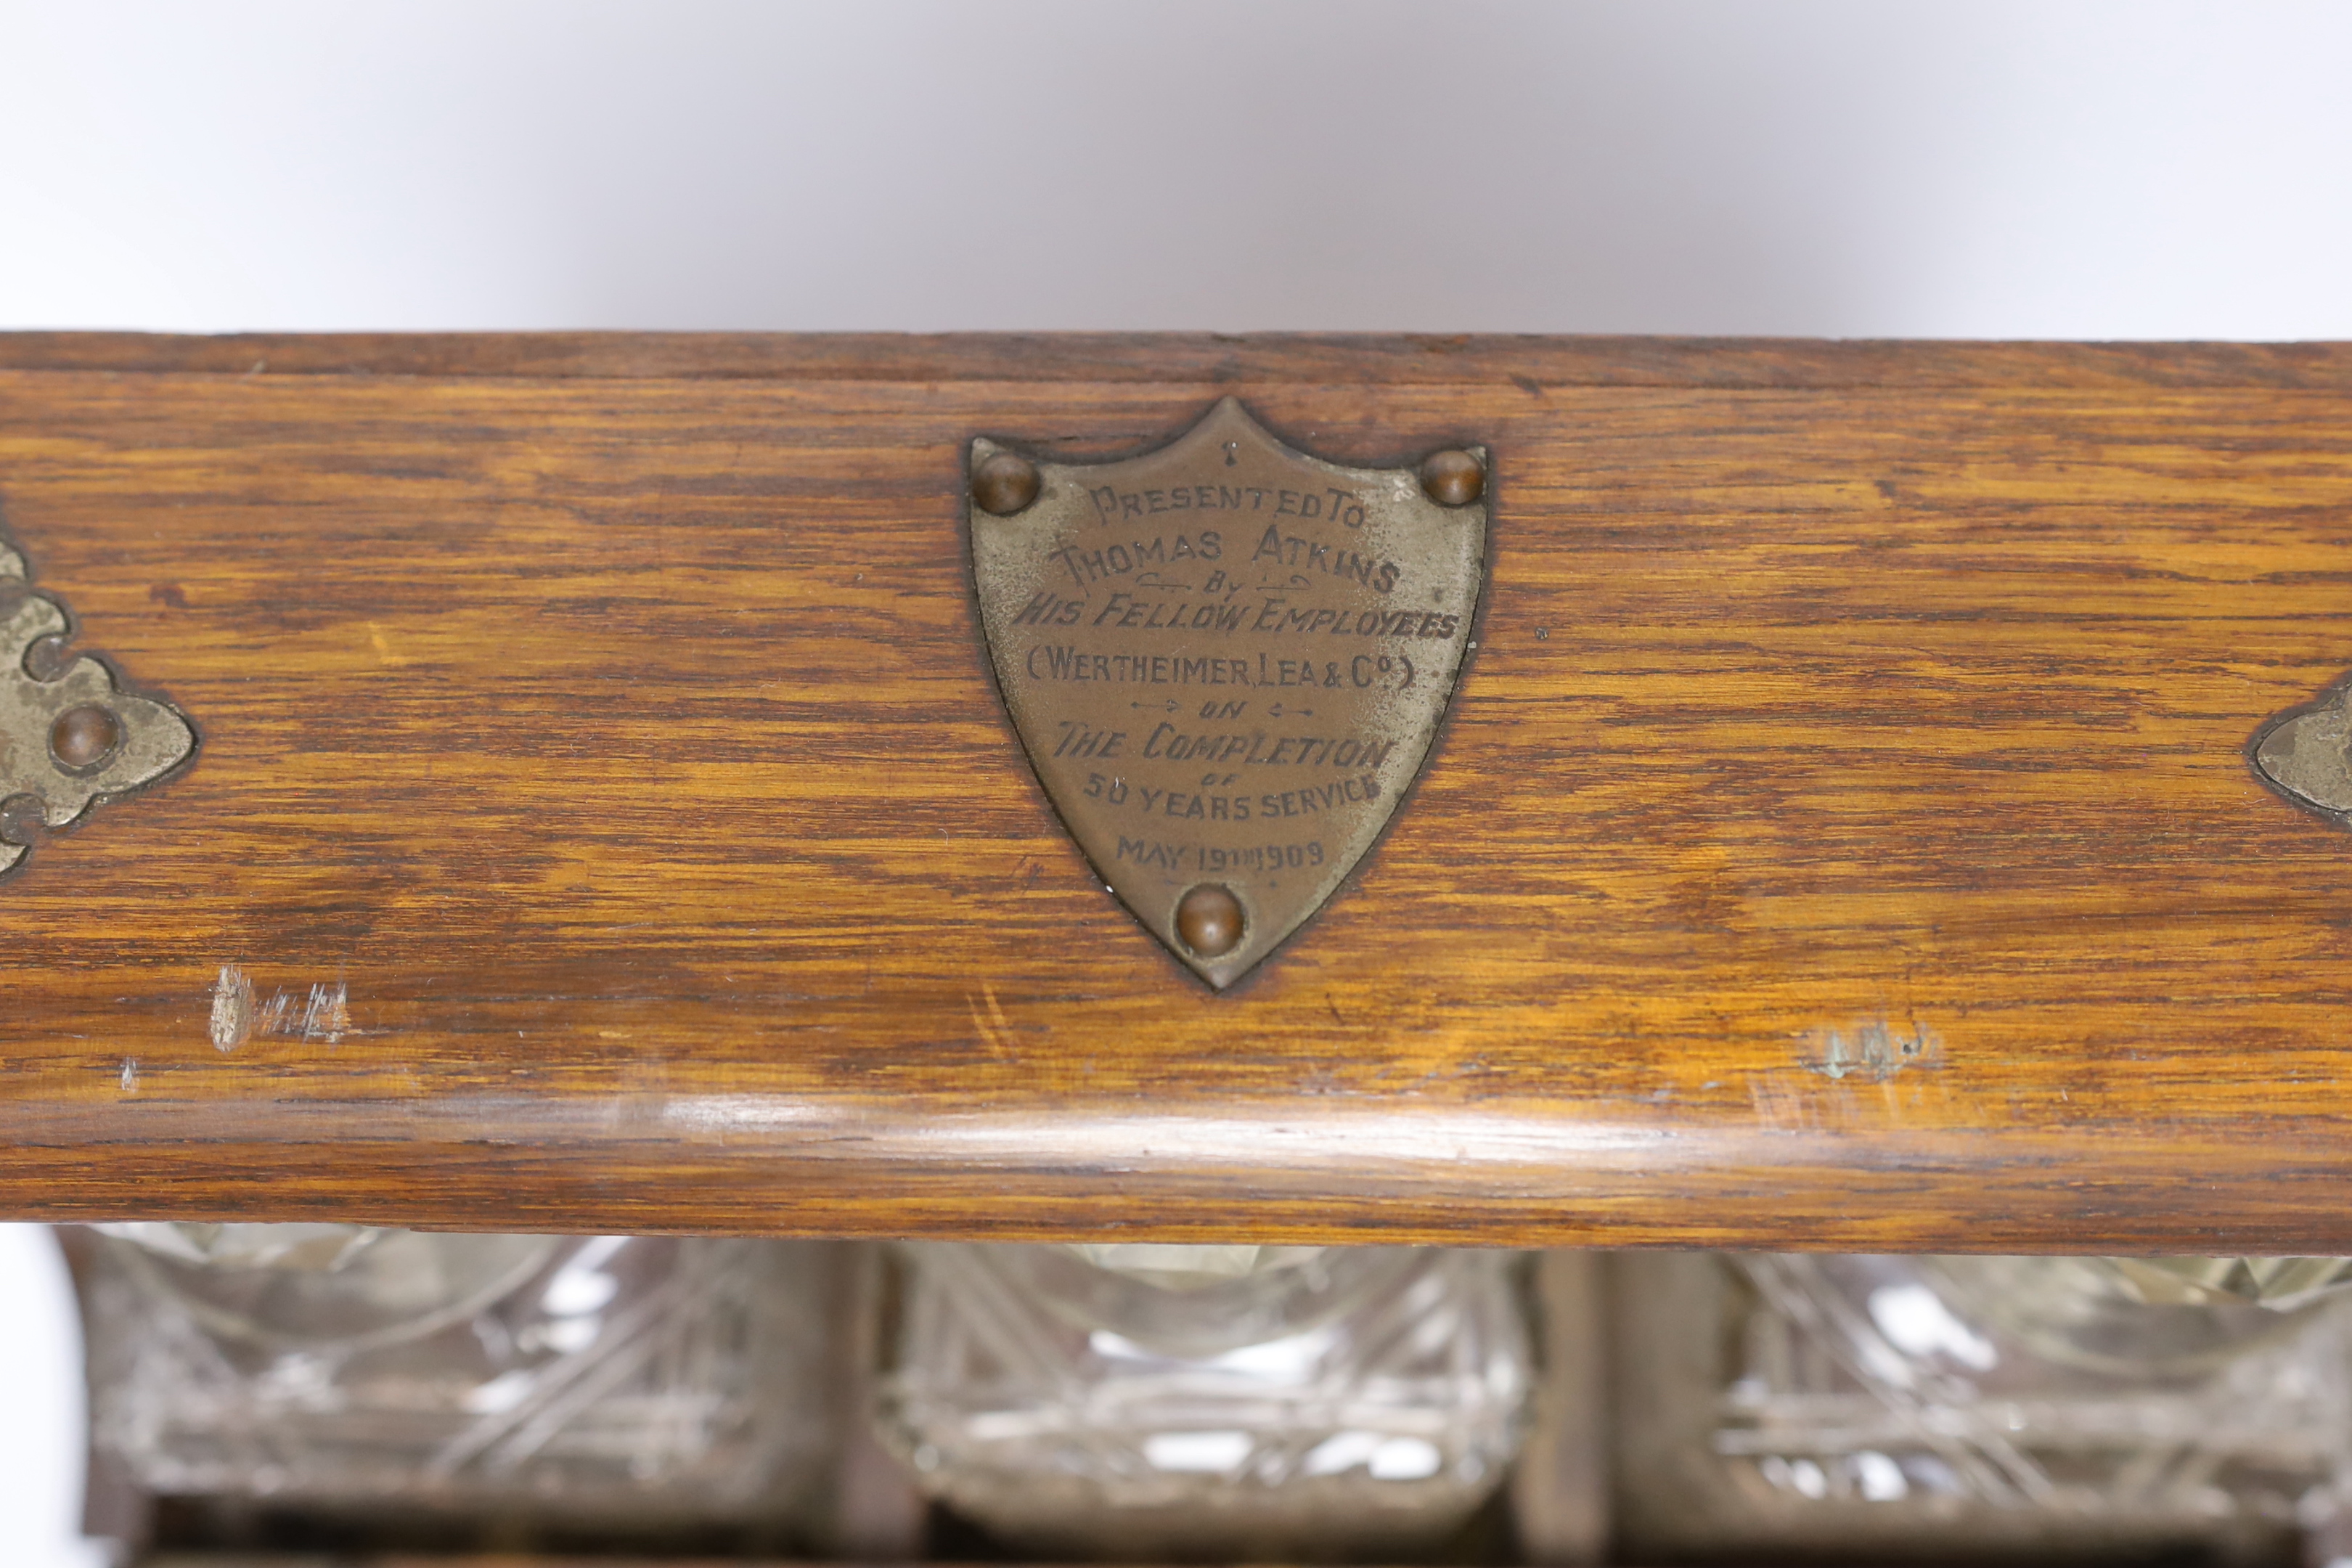 PRESENTED TO
THOMAS ATKINS
By
HIS FELLOW EMPLOYEES
(WERTHEIMER, LEA & Co)
ON
THE COMPLETION
OF
50 YEARS SERVICE
MAY 19TH 1909